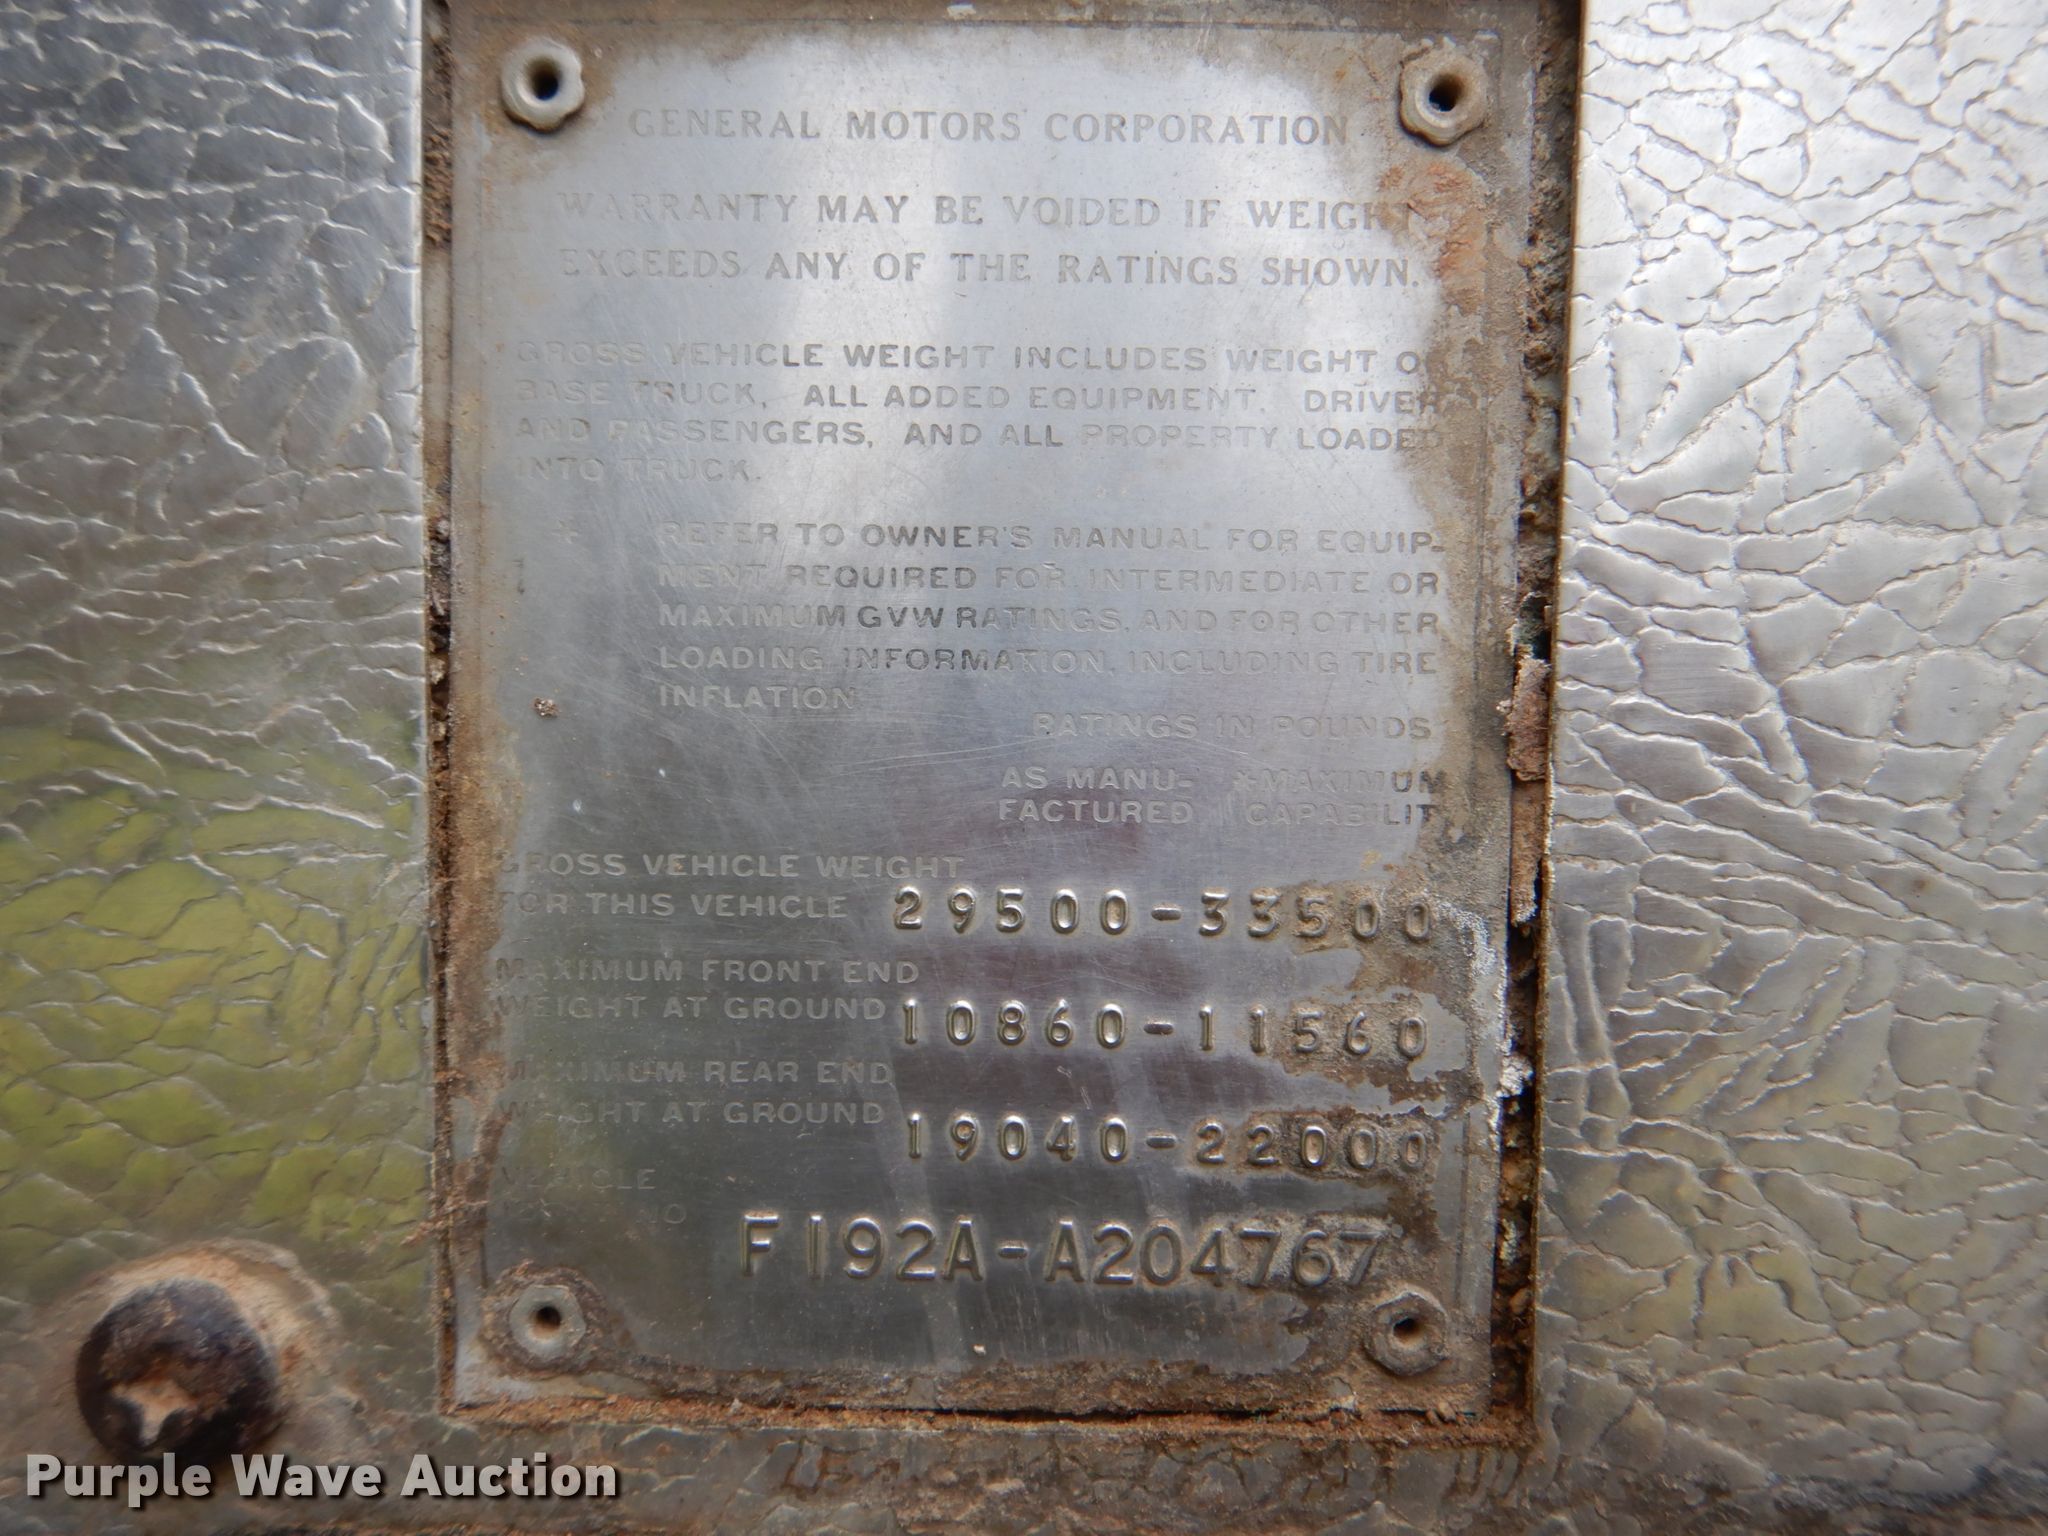 GENERAL MOTORS CORPORATION
WARRANTY MAY BE VOIDED IF WEIGHT
EXCEEDS ANY OF THE RATINGS SHOWN.
GROSS VEHICLE WEIGHT INCLUDES WEIGHT OF
BASE TRUCK, ALL ADDED EQUIPMENT, DRIVER
AND PASSENGERS, AND ALL PROPERTY LOADED
INTO TRUCK.
* REFER TO OWNER'S MANUAL FOR EQUIP-
MENT REQUIRED FOR INTERMEDIATE OR
MAXIMUM GVW RATINGS, AND FOR OTHER
LOADING INFORMATION, INCLUDING TIRE
INFLATION
RATINGS IN POUNDS
AS MANU- *MAXIMUM
FACTURED CAPABILIT
GROSS VEHICLE WEIGHT
FOR THIS VEHICLE 29500-33500
MAXIMUM FRONT END
WEIGHT AT GROUND 10860-11560
MAXIMUM REAR END
WEIGHT AT GROUND 19040-22000
VEHICLE
NO F192A-A204767
Purple Wave Auction